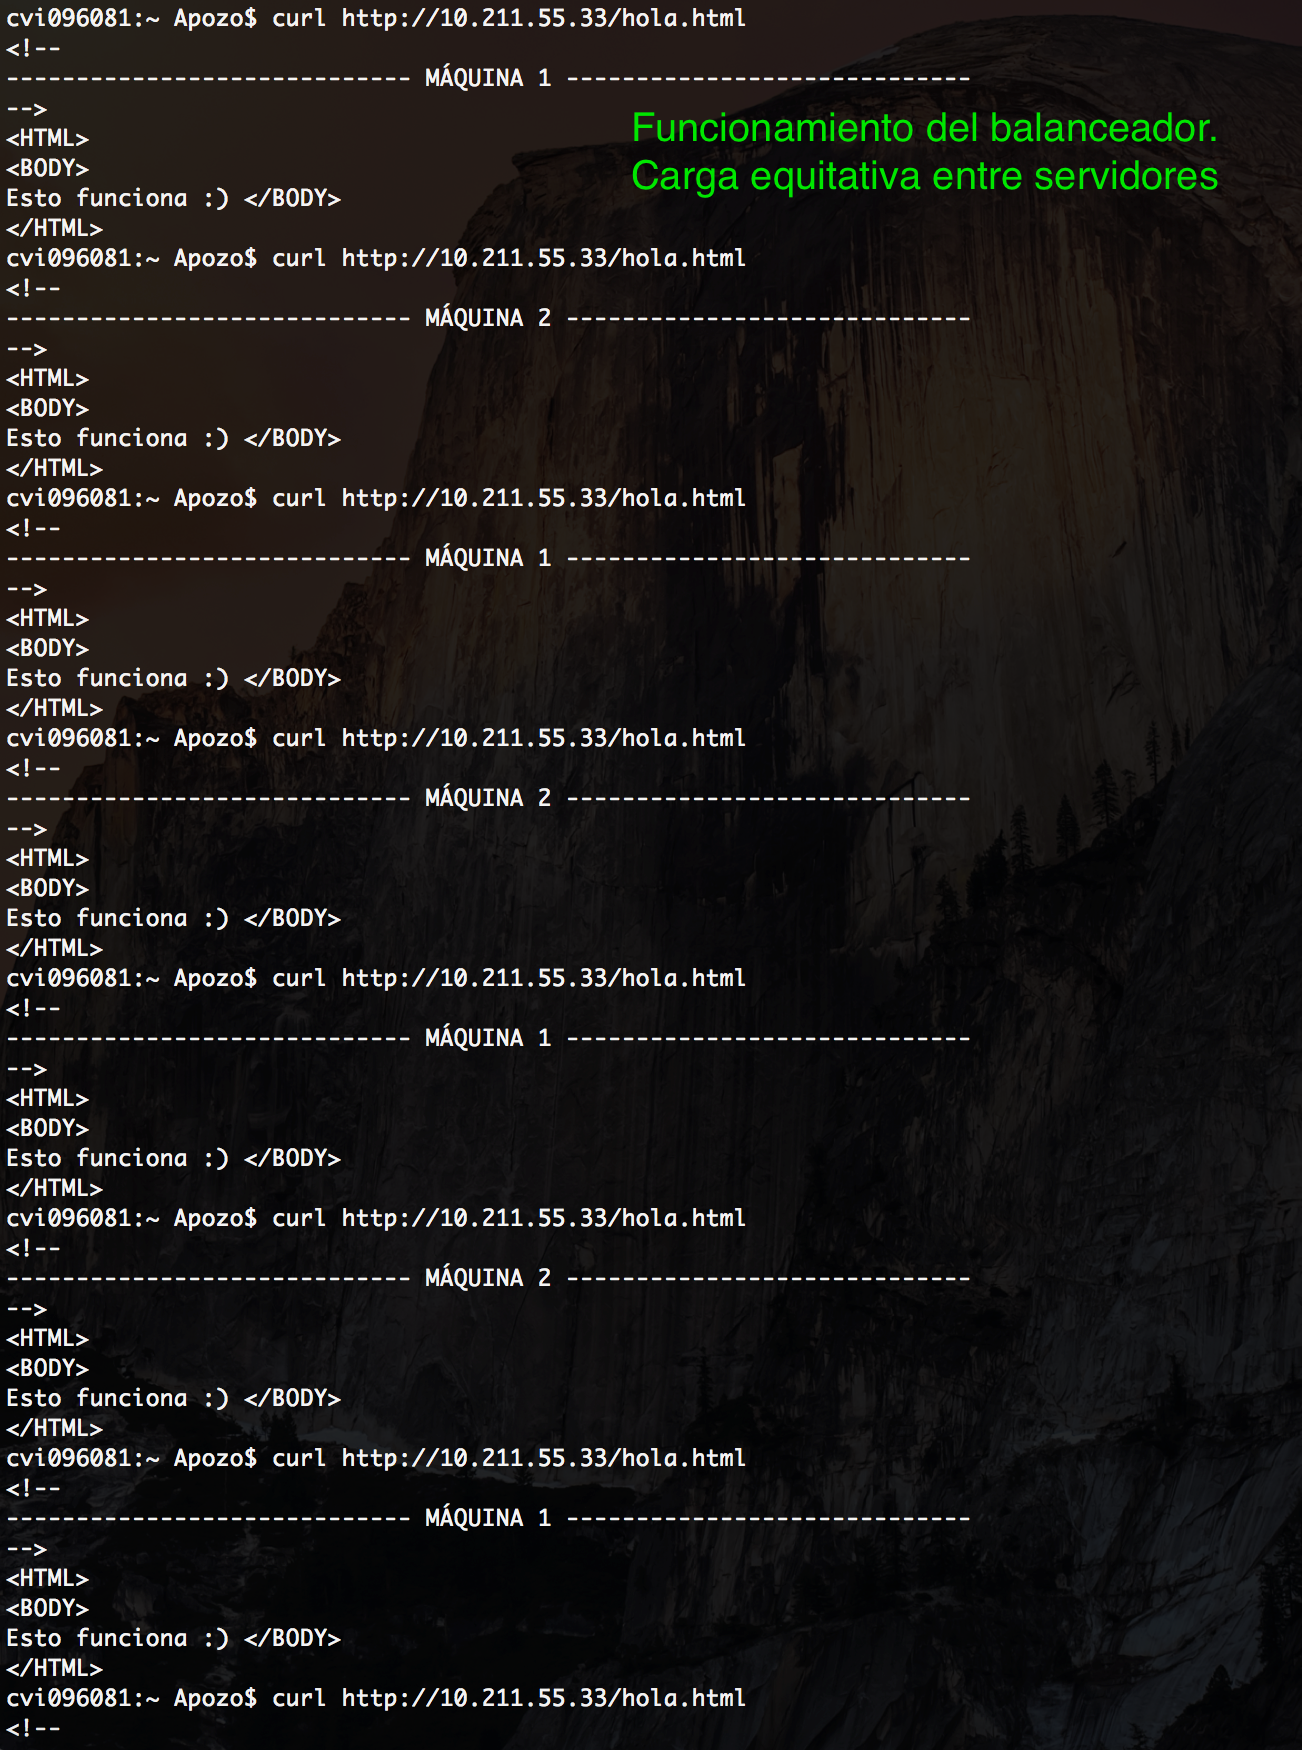 cvi096081:~ Apozo$ curl http://10.211.55.33/hola.html
<!--
----------------------------- MÁQUINA 1 -----------------------------
-->
Funcionamiento del balanceador.
Carga equitativa entre servidores
<HTML>
<BODY>
Esto funciona :) </BODY>
</HTML>
cvi096081:~ Apozo$ curl http://10.211.55.33/hola.html
<!--
----------------------------- MÁQUINA 2 -----------------------------
-->
<HTML>
<BODY>
Esto funciona :) </BODY>
</HTML>
cvi096081:~ Apozo$ curl http://10.211.55.33/hola.html
<!--
----------------------------- MÁQUINA 1 -----------------------------
-->
<HTML>
<BODY>
Esto funciona :) </BODY>
</HTML>
cvi096081:~ Apozo$ curl http://10.211.55.33/hola.html
<!--
----------------------------- MÁQUINA 2 -----------------------------
-->
<HTML>
<BODY>
Esto funciona :) </BODY>
</HTML>
cvi096081:~ Apozo$ curl http://10.211.55.33/hola.html
<!--
----------------------------- MÁQUINA 1 -----------------------------
-->
<HTML>
<BODY>
Esto funciona :) </BODY>
</HTML>
cvi096081:~ Apozo$ curl http://10.211.55.33/hola.html
<!--
----------------------------- MÁQUINA 2 -----------------------------
-->
<HTML>
<BODY>
Esto funciona :) </BODY>
</HTML>
cvi096081:~ Apozo$ curl http://10.211.55.33/hola.html
<!--
----------------------------- MÁQUINA 1 -----------------------------
-->
<HTML>
<BODY>
Esto funciona :) </BODY>
</HTML>
cvi096081:~ Apozo$ curl http://10.211.55.33/hola.html
<!--